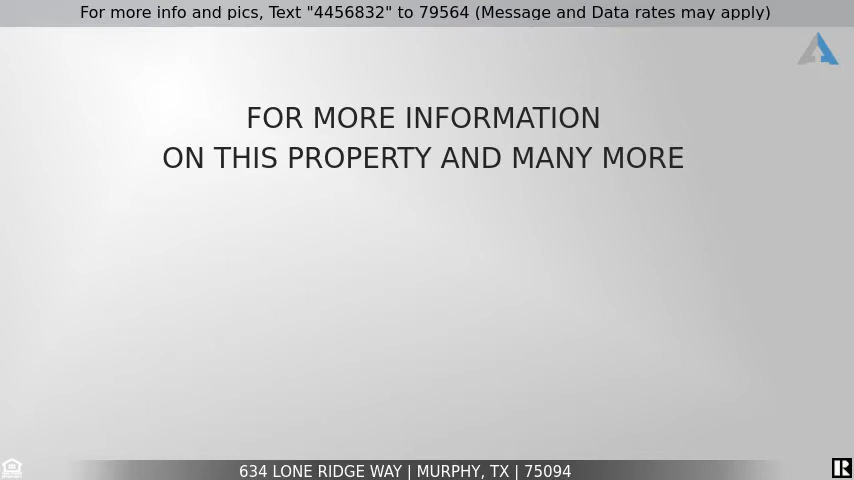 For more info and pics, Text "4456832" to 79564 (Message and Data rates may apply)
FOR MORE INFORMATION
ON THIS PROPERTY AND MANY MORE
634 LONE RIDGE WAY | MURPHY, TX | 75094